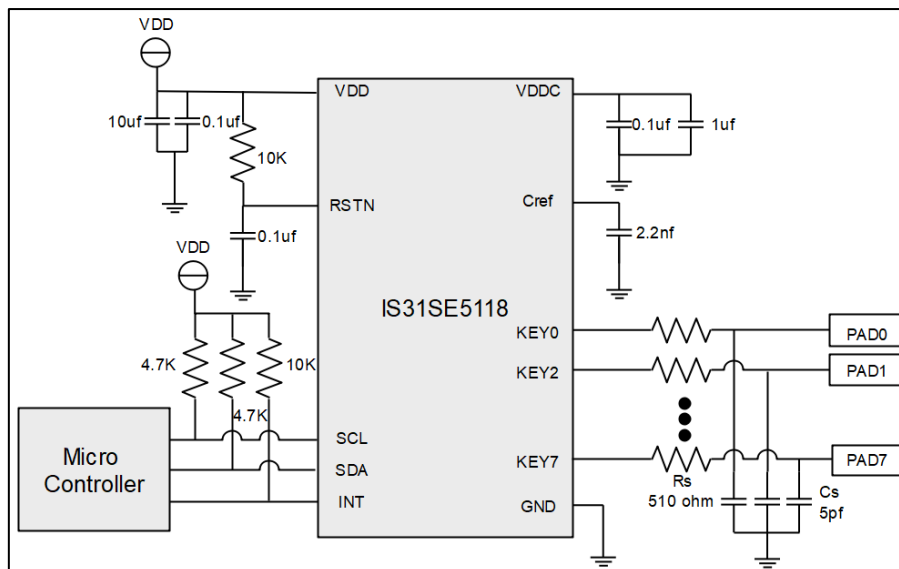 VDD
VDD
VDDC
10uf
0.1uf
0.1uf
1uf
10K
RSTN
Cref
0.1uf
2.2nf
VDD
IS31SE5118
KEY0
PAD0
4.7K
10K
KEY2
PAD1
4.7K
Micro
Controller
SCL
SDA
KEY7
PAD7
INT
Rs
510 ohm
Cs
5pf
GND